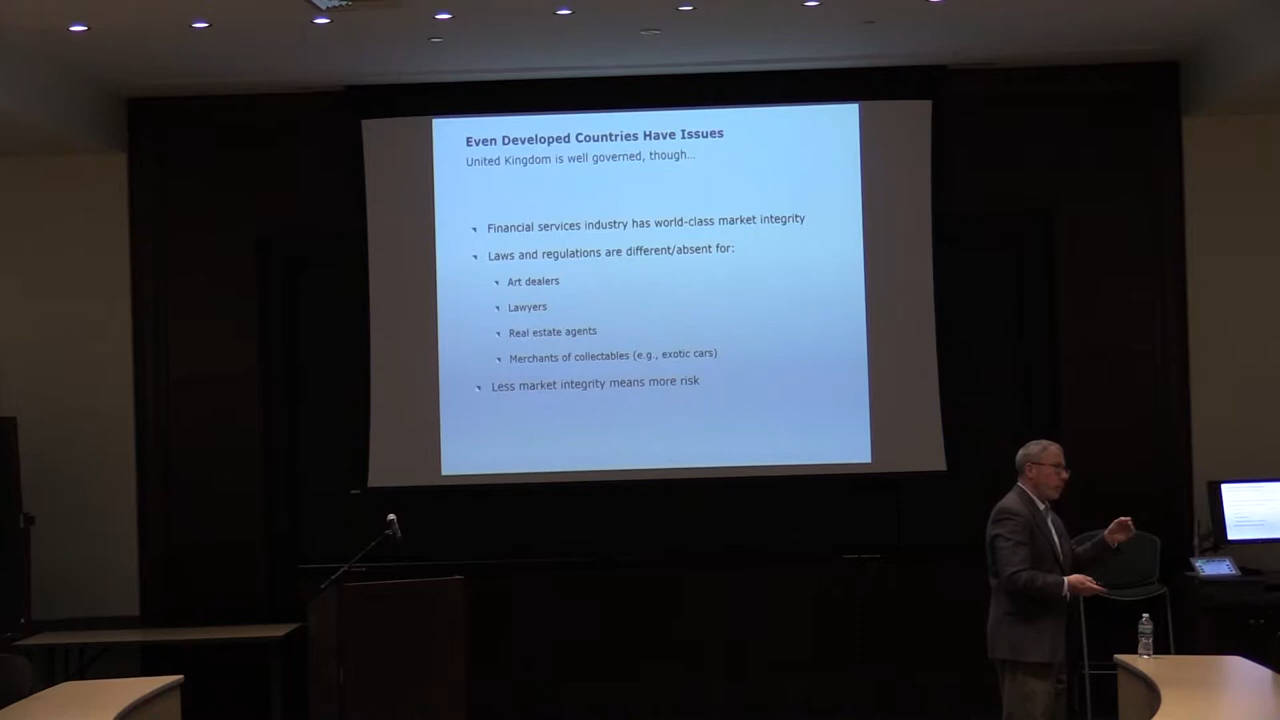 Even Developed Countries Have Issues
United Kingdom is well governed, though...
Financial services industry has world-class market integrity
Laws and regulations are different/absent for:
Art dealers
Lawyers
Real estate agents
Merchants of collectables (e.g., exotic cars)
Less market integrity means more risk